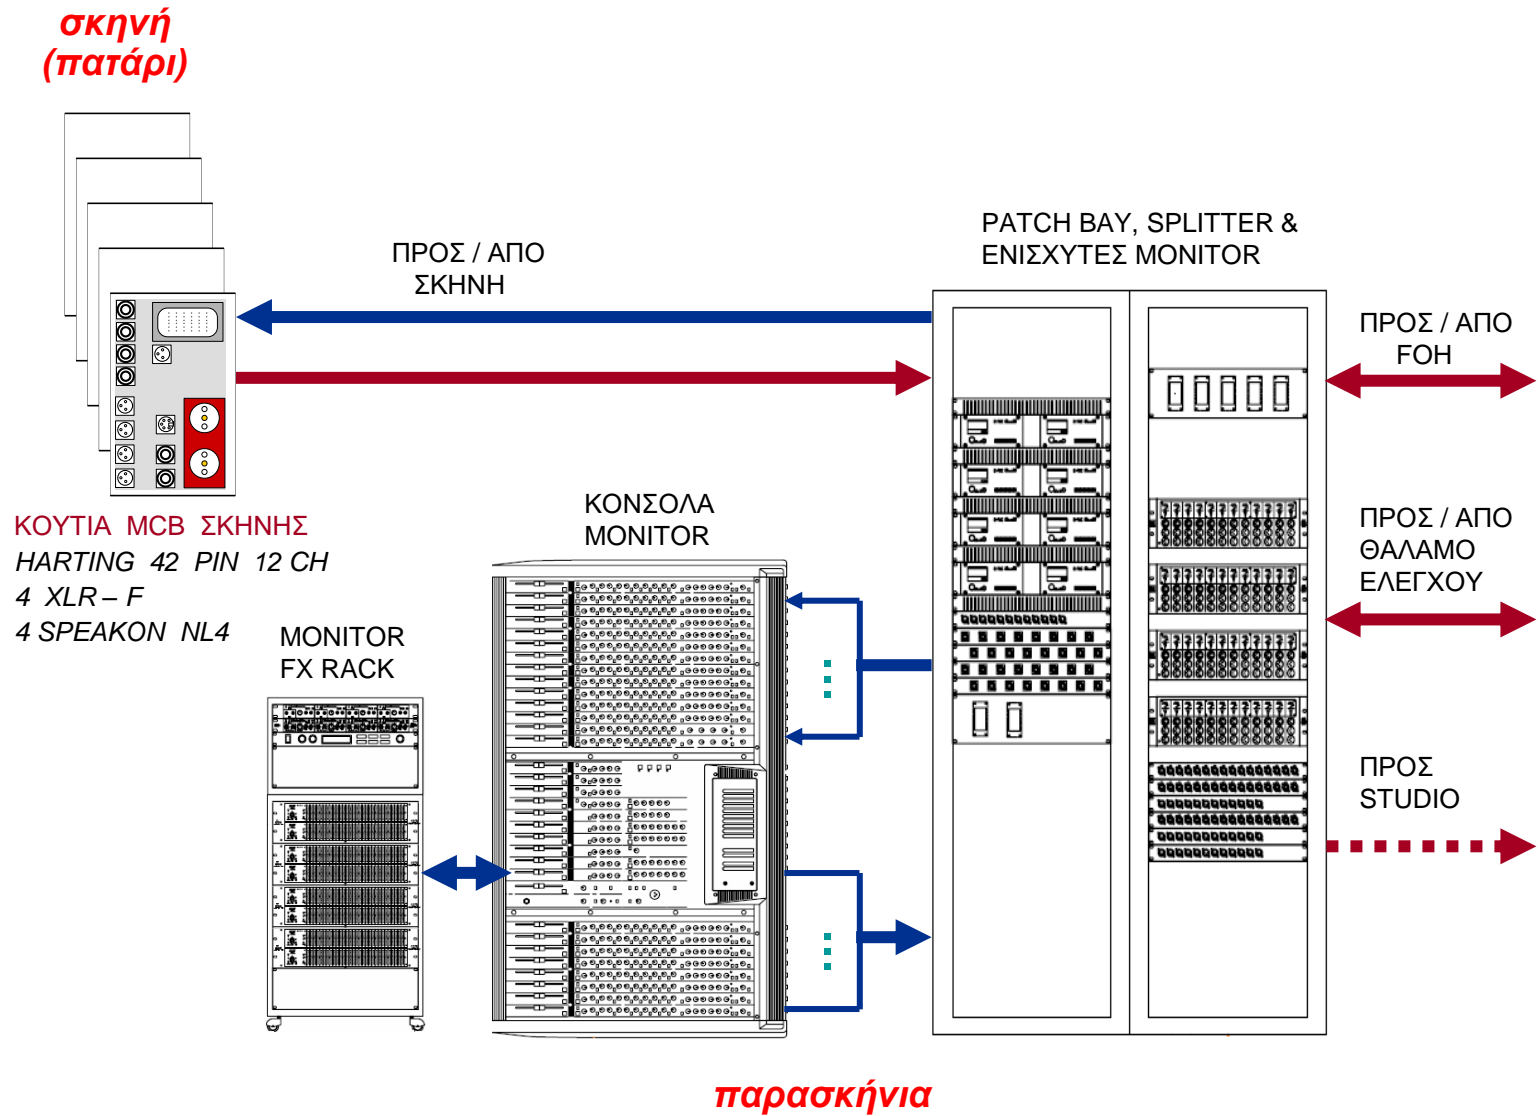 σκηνή
(πατάρι)
ΠΡΟΣ / ΑΠΟ
ΣΚΗΝΗ
PATCH BAY, SPLITTER &
ΕΝΙΣΧΥΤΕΣ MONITOR
ΠΡΟΣ / ΑΠΟ
FOH
ΚΟΥΤΙΑ MCB ΣΚΗΝΗΣ
HARTING 42 PIN 12 CH
4 XLR – F
4 SPEAKON NL4
ΚΟΝΣΟΛΑ
MONITOR
ΠΡΟΣ / ΑΠΟ
ΘΑΛΑΜΟ
ΕΛΕΓΧΟΥ
MONITOR
FX RACK
ΠΡΟΣ
STUDIO
παρασκήνια